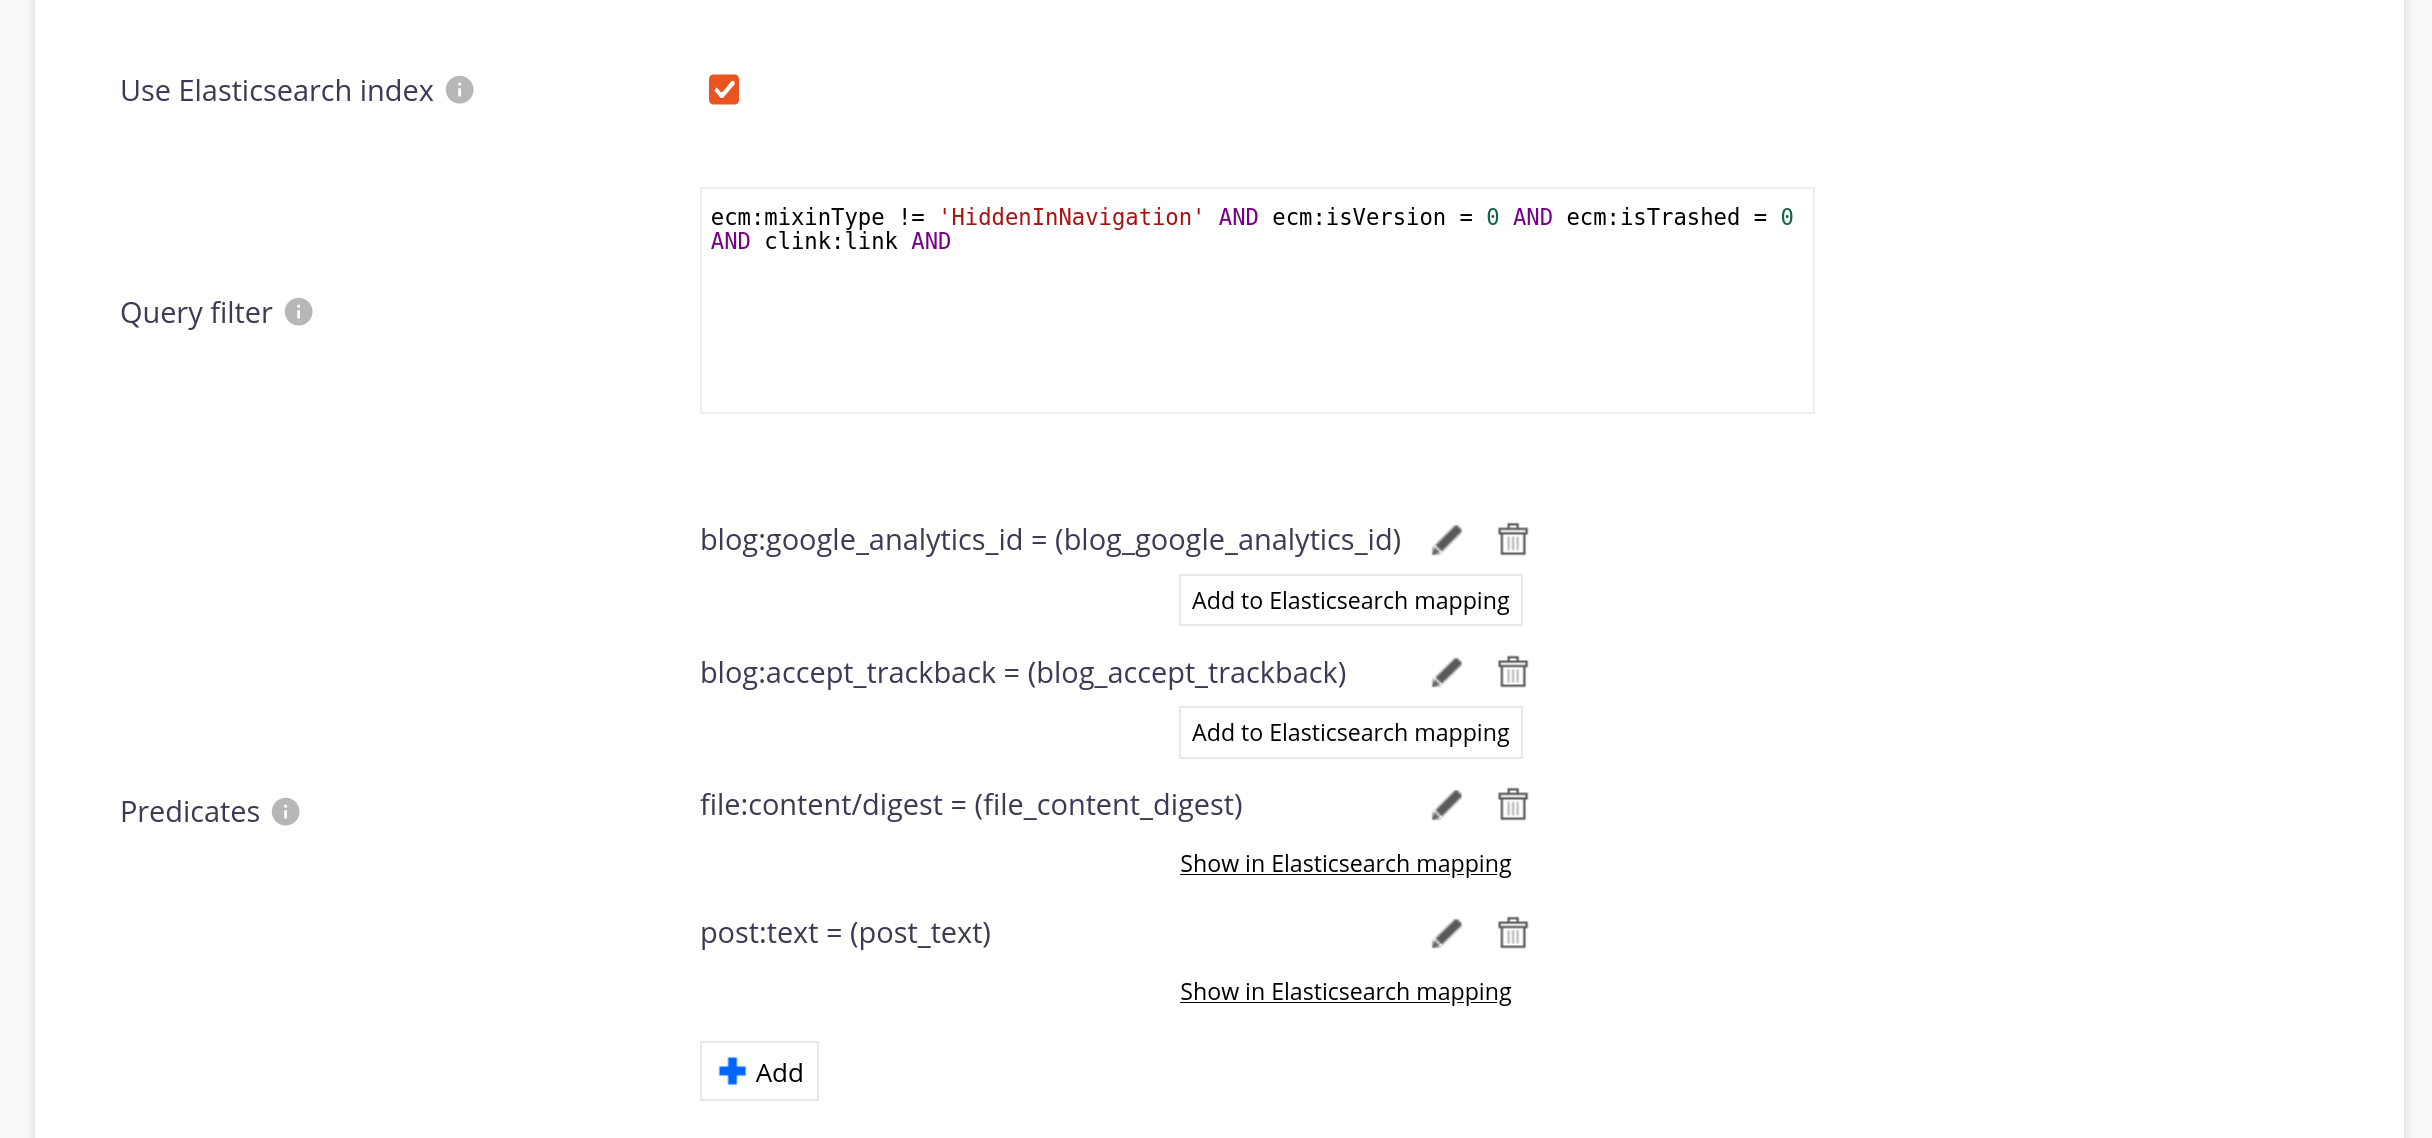 Use Elasticsearch index
ecm:mixinType != 'HiddenInNavigation' AND ecm:isVersion = 0 AND ecm:isTrashed = 0
AND clink:link AND
Query filter
blog:google_analytics_id = (blog_google_analytics_id)
Add to Elasticsearch mapping
blog:accept_trackback = (blog_accept_trackback)
Add to Elasticsearch mapping
Predicates
file:content/digest = (file_content_digest)
Show in Elasticsearch mapping
post:text = (post_text)
Show in Elasticsearch mapping
Add